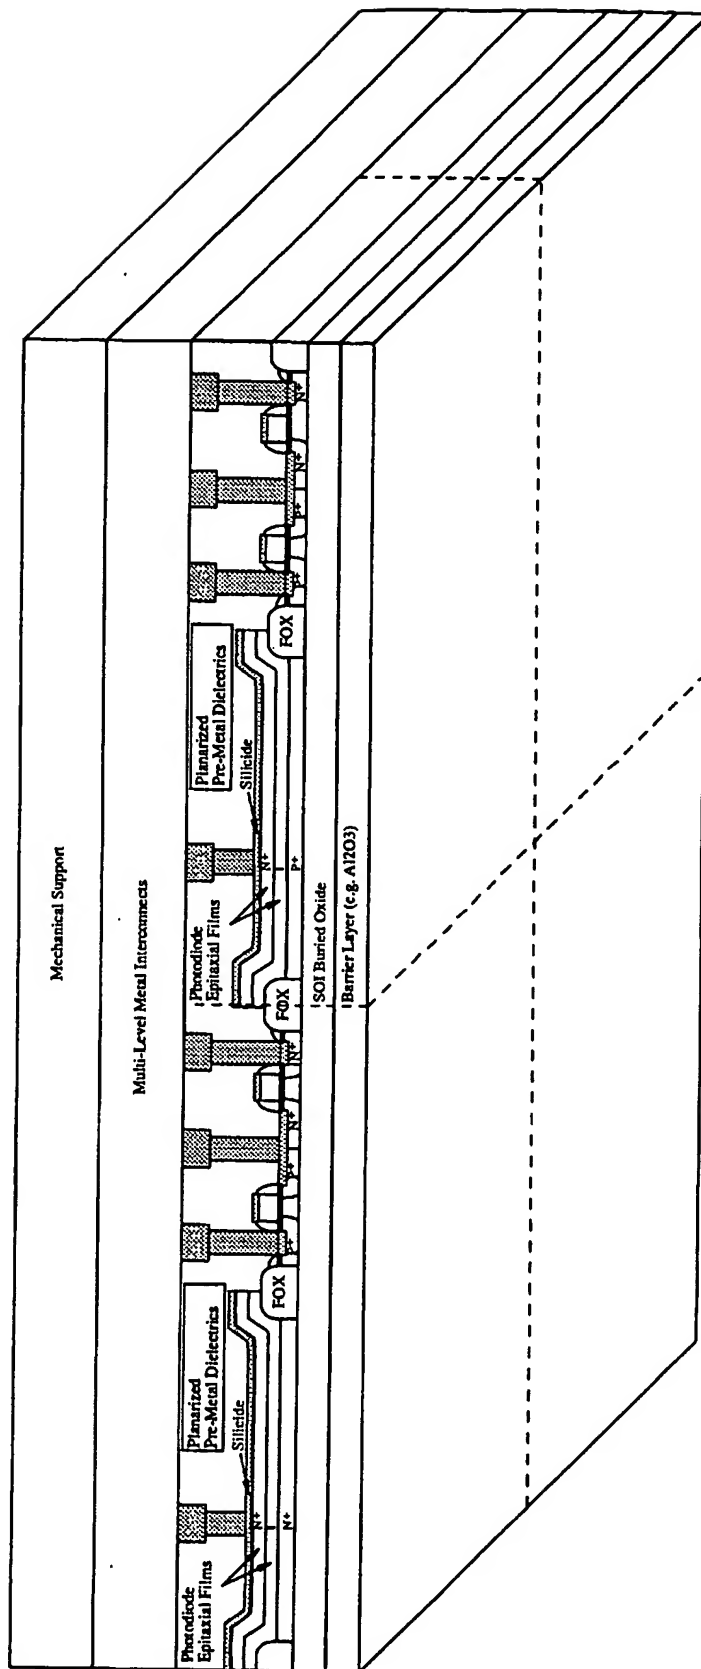 Mechanical Support
Multi-Level Metal Interconnects
Photodiode
Epitaxial Films
Planarized
Pre-Metal Dielectrics
Silicide
N+
N+
FOX
P+
P+
N+
N+
FOX
Photodiode
Epitaxial Films
Planarized
Pre-Metal Dielectrics
Silicide
N+
P+
FOX
P+
P+
N+
N+
SOI Buried Oxide
Barrier Layer (e.g. Al2O3)